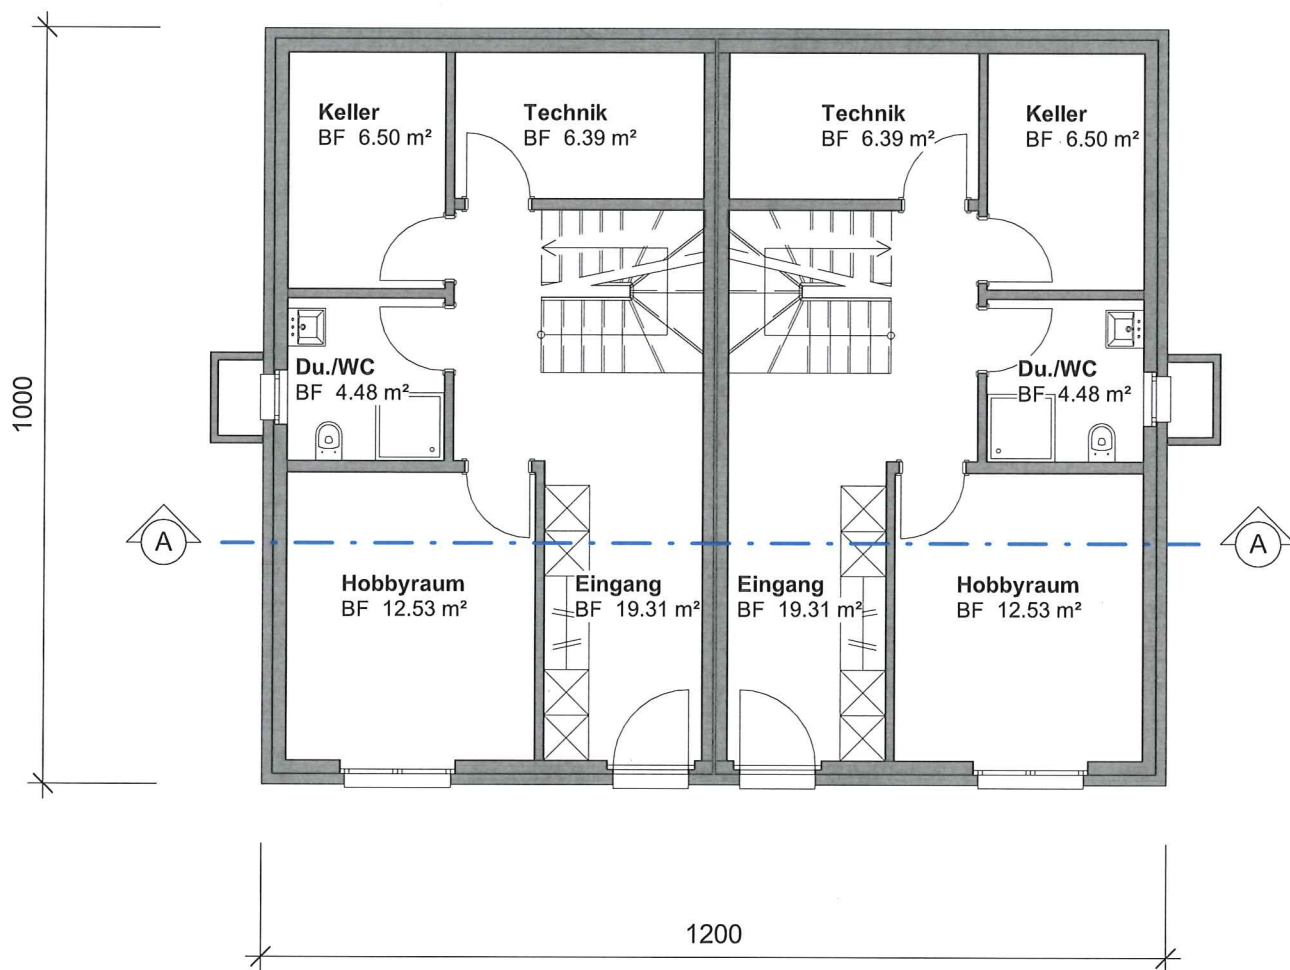 Keller
BF 6.50 m²
Technik
BF 6.39 m²
Technik
BF 6.39 m²
Keller
BF 6.50 m²
Du./WC
BF 4.48 m²
Du./WC
BF 4.48 m²
1000
A
A
Hobbyraum
BF 12.53 m²
Eingang
BF 19.31 m²
Eingang
BF 19.31 m²
Hobbyraum
BF 12.53 m²
1200